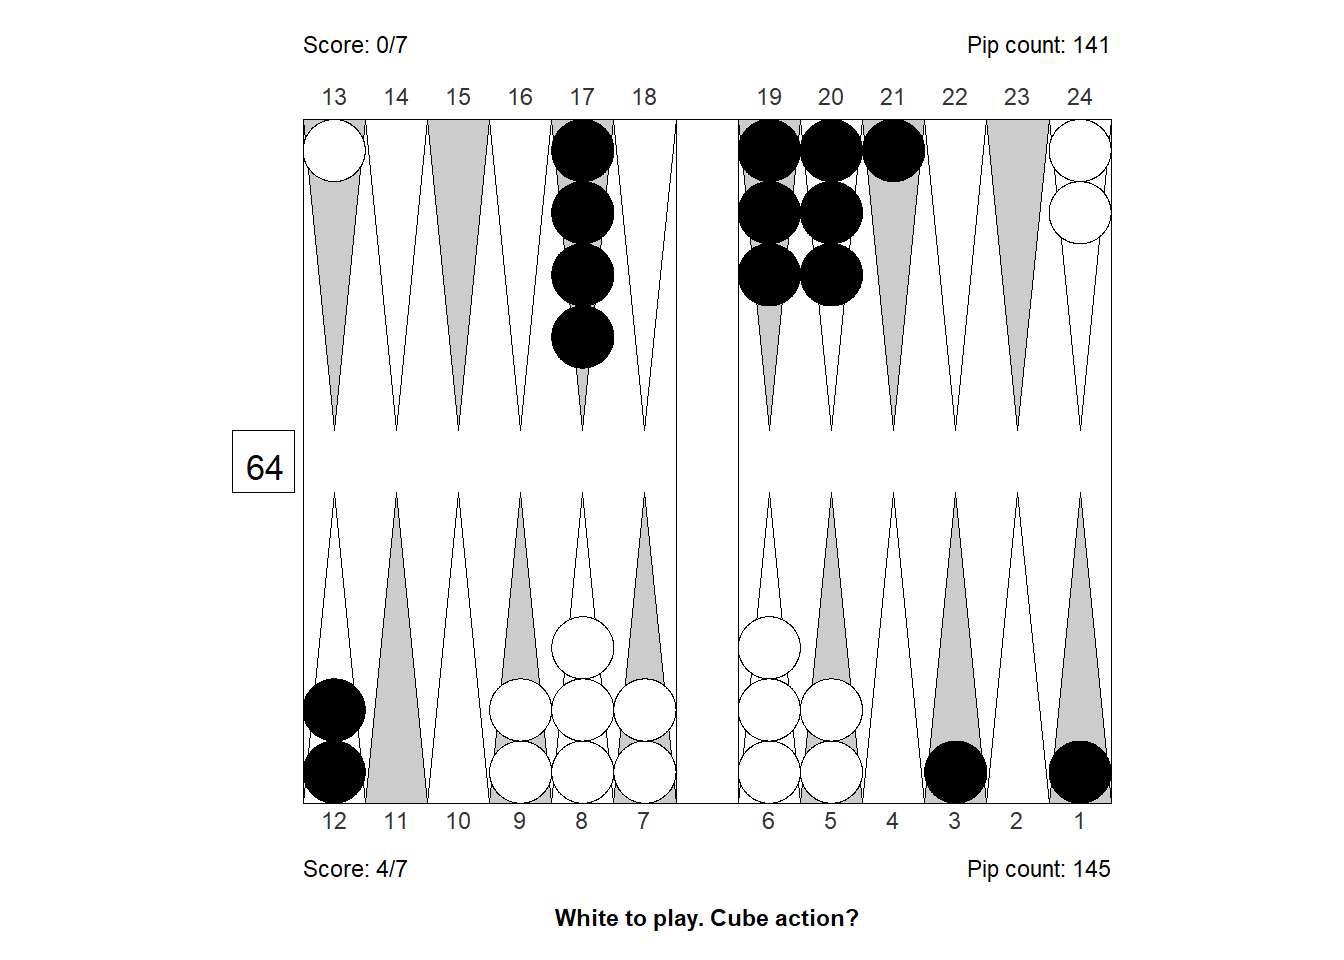 Score: 0/7 Pip count: 141
13 14 15 16 17 18 19 20 21 22 23 24
64
12 11 10 9 8 7 6 5 4 3 2 1
Score: 4/7 Pip count: 145
White to play. Cube action?